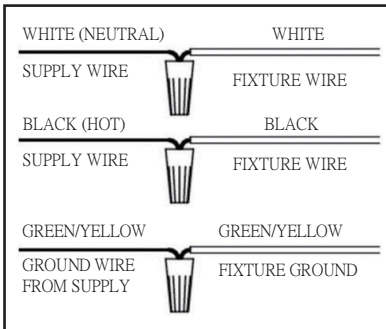 WHITE (NEUTRAL) WHITE
SUPPLY WIRE FIXTURE WIRE
BLACK (HOT) BLACK
SUPPLY WIRE FIXTURE WIRE
GREEN/YELLOW GREEN/YELLOW
GROUND WIRE FIXTURE GROUND
FROM SUPPLY